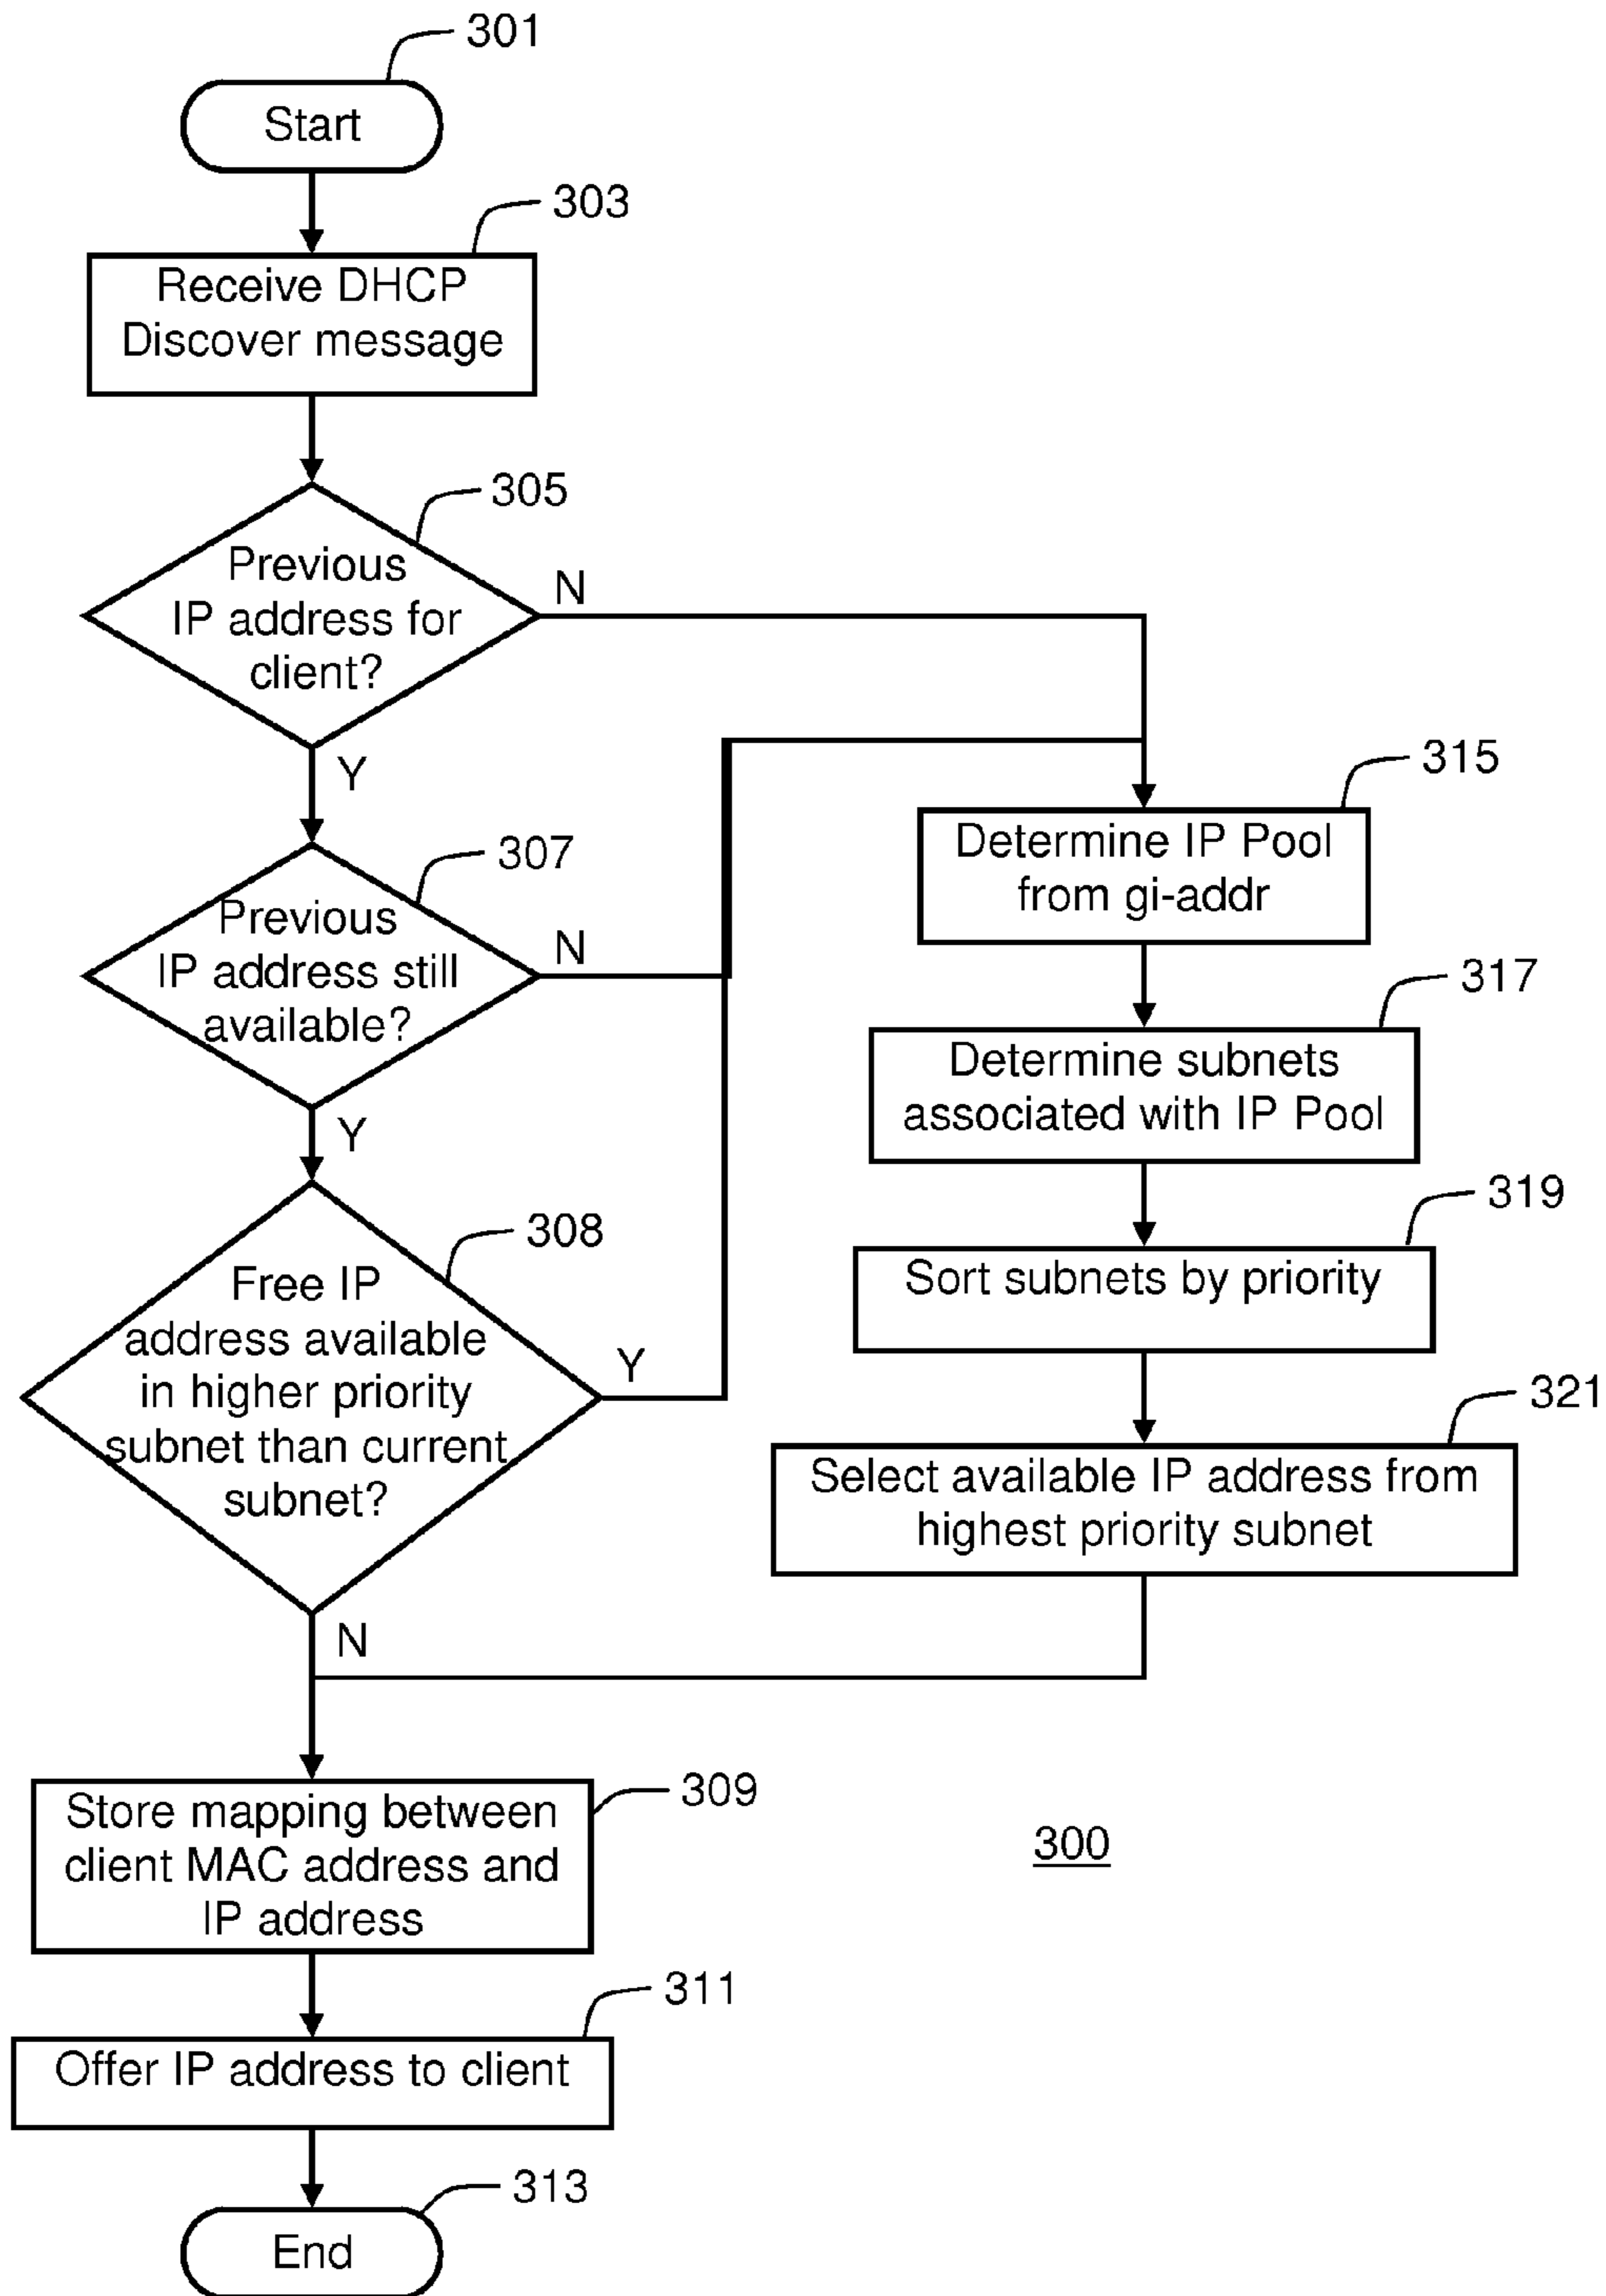 301
Start
303
Receive DHCP
Discover message
305
Previous
IP address for
client?
N
Y
307
Previous
IP address still
available?
N
Y
308
Free IP
address available
in higher priority
subnet than current
subnet?
Y
N
315
Determine IP Pool
from gi-addr
317
Determine subnets
associated with IP Pool
319
Sort subnets by priority
321
Select available IP address from
highest priority subnet
309
Store mapping between
client MAC address and
IP address
300
311
Offer IP address to client
313
End